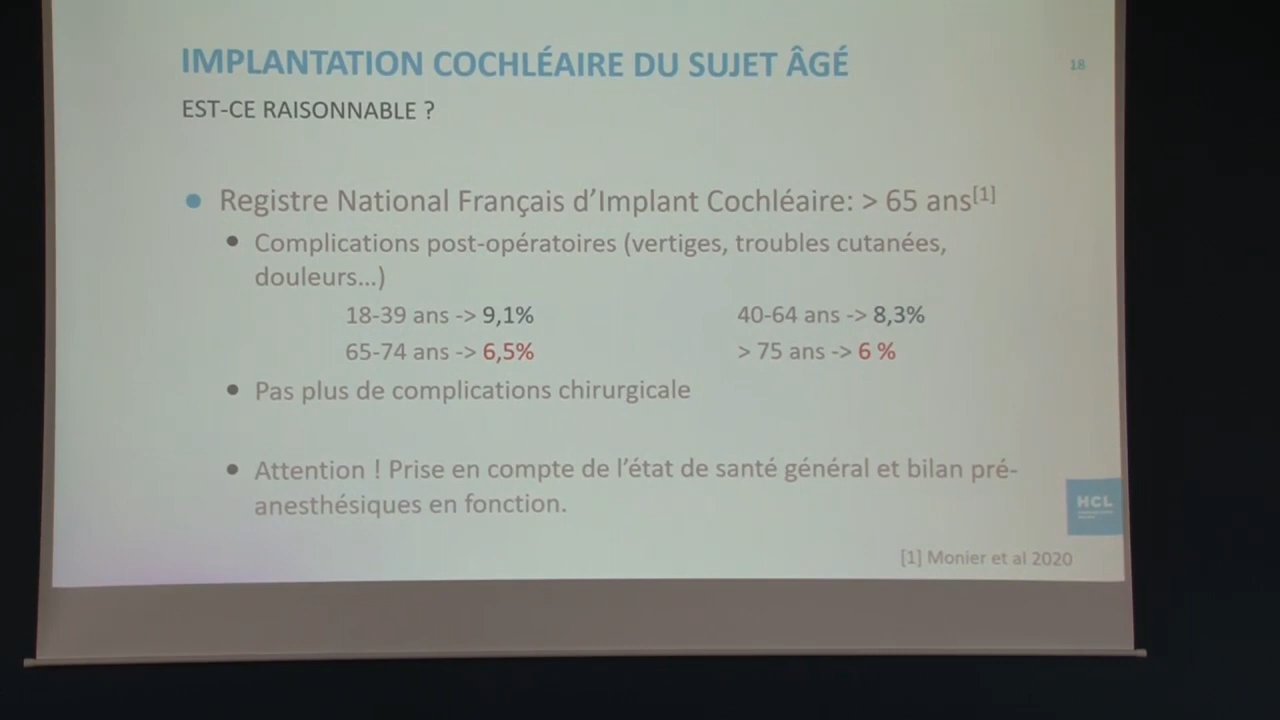 IMPLANTATION COCHLÉAIRE DU SUJET ÂGÉ
18
EST-CE RAISONNABLE ?
Registre National Français d'Implant Cochléaire: > 65 ans[1]
Complications post-opératoires (vertiges, troubles cutanées,
douleurs...)
18-39 ans -> 9,1%
40-64 ans -> 8,3%
65-74 ans -> 6,5%
> 75 ans -> 6 %
Pas plus de complications chirurgicale
Attention ! Prise en compte de l'état de santé général et bilan pré-
anesthésiques en fonction.
HCL
[1] Monier et al 2020